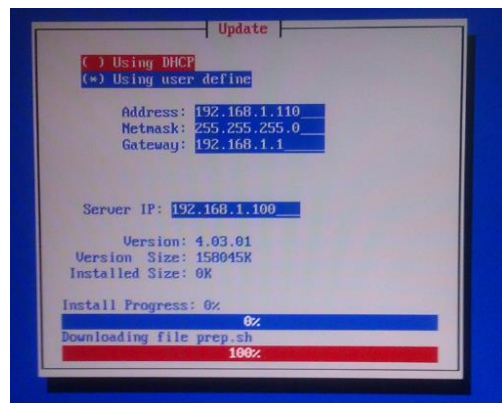 Update
( ) Using DHCP
(*) Using user define
Address: 192.168.1.110
Netmask: 255.255.255.0
Gateway: 192.168.1.1
Server IP: 192.168.1.100
Version: 4.03.01
Version Size: 158045K
Installed Size: 0K
Install Progress: 0%
0%
Downloading file prep.sh
100%